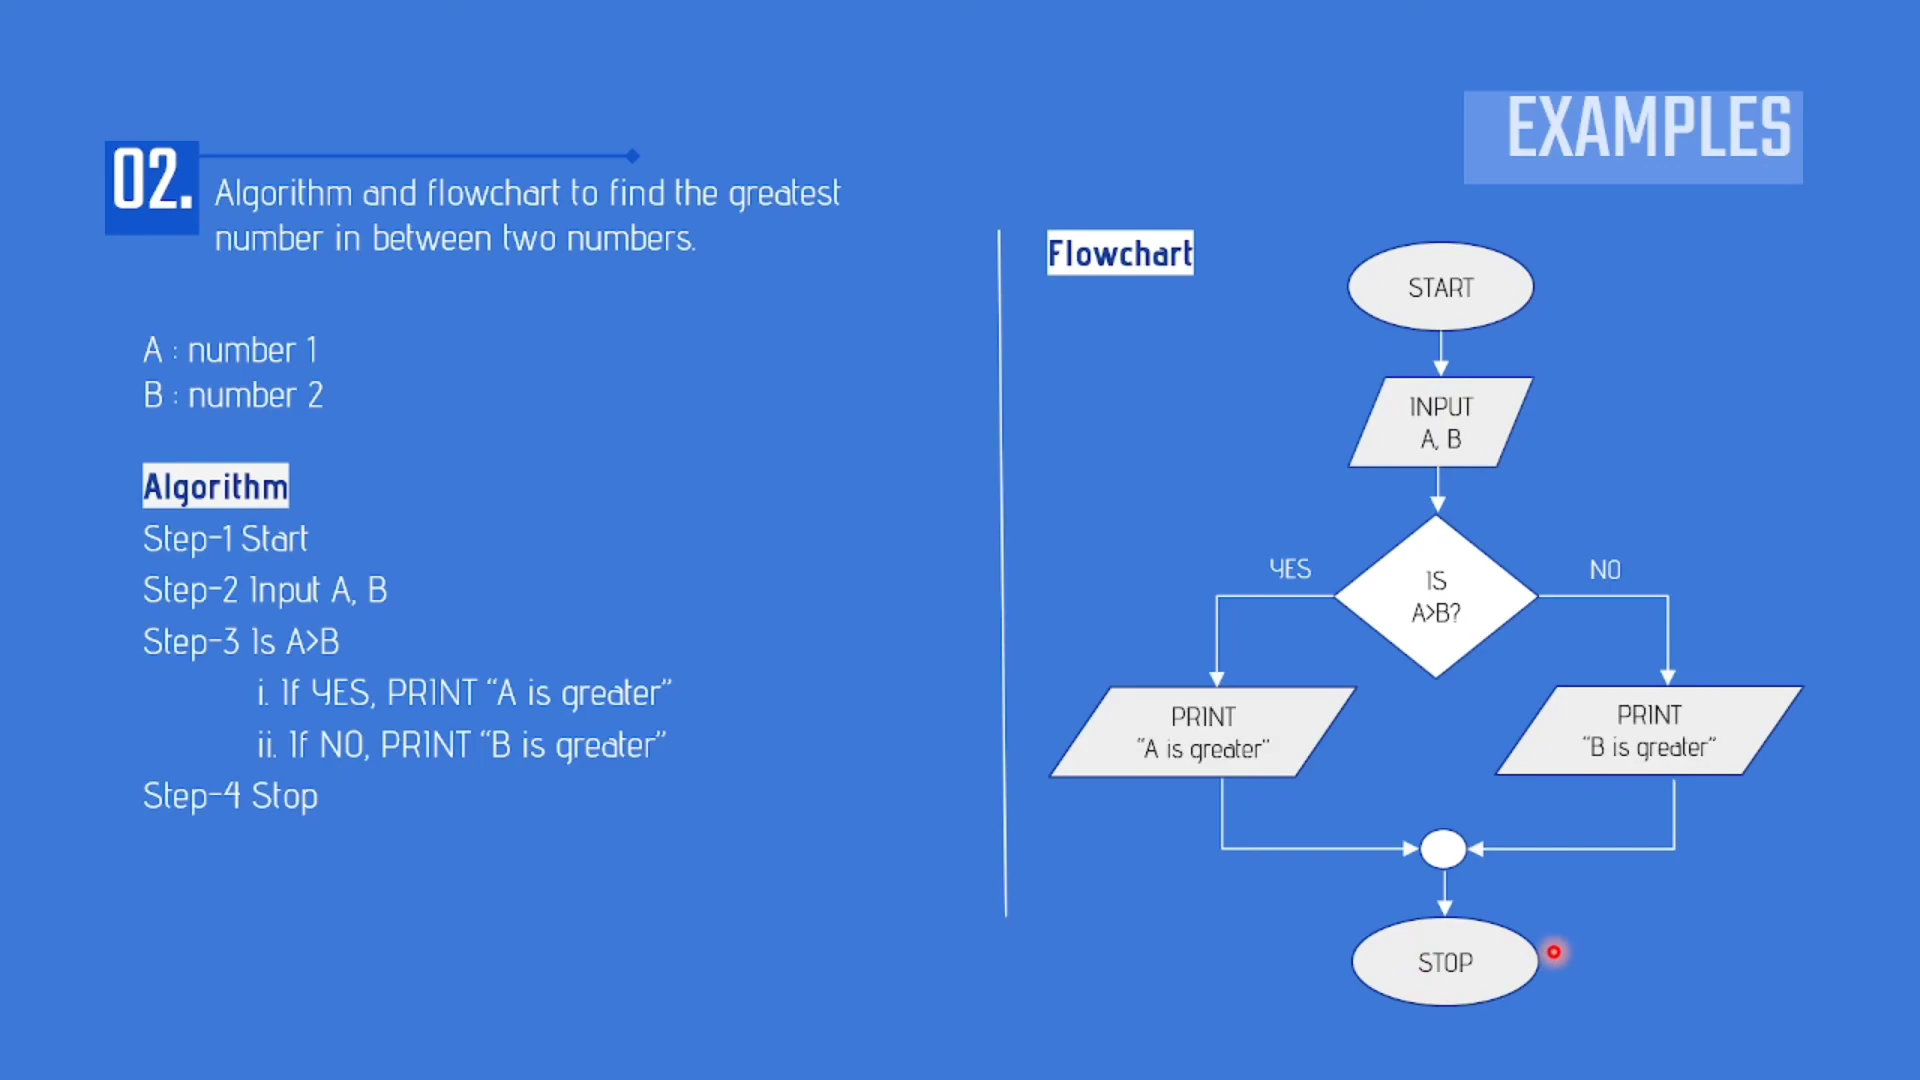 EXAMPLES
02.
Algorithm and flowchart to find the greatest
number in between two numbers.
A : number 1
B : number 2
Algorithm
Step-1 Start
Step-2 Input A, B
Step-3 Is A>B
i. If YES, PRINT “A is greater”
ii. If NO, PRINT “B is greater”
Step-4 Stop
Flowchart
START
INPUT
A, B
IS
A>B?
YES
NO
PRINT
“A is greater”
PRINT
“B is greater”
STOP